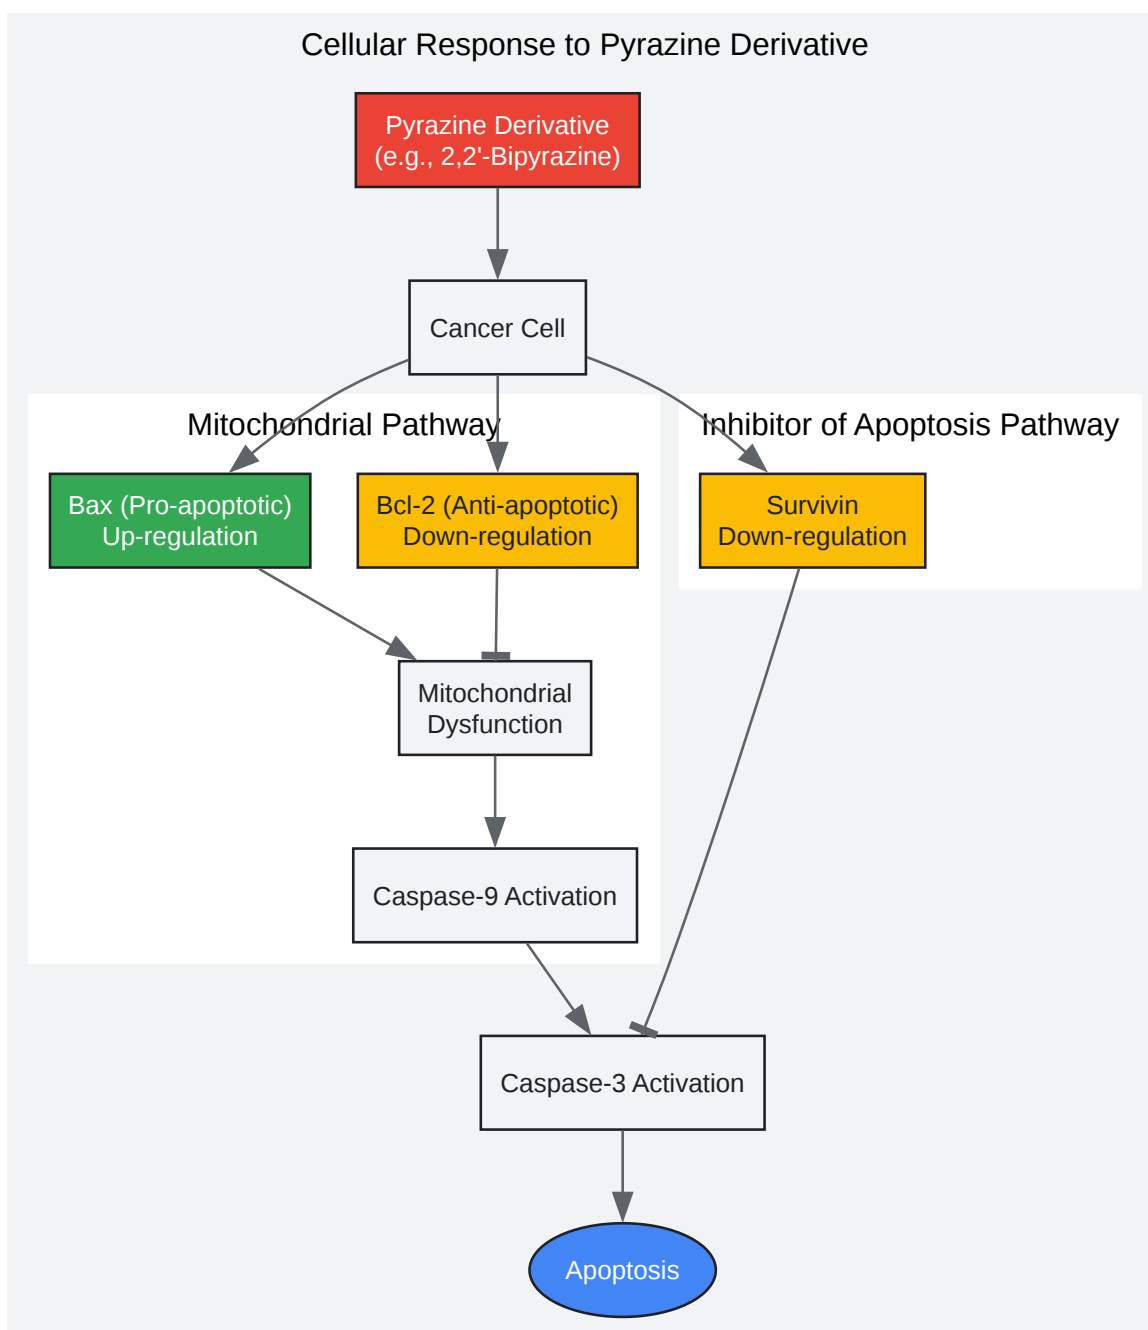 Cellular Response to Pyrazine Derivative
Pyrazine Derivative
(e.g., 2,2'-Bipyrazine)
Cancer Cell
Mitochondrial Pathway
Inhibitor of Apoptosis Pathway
Bax (Pro-apoptotic)
Up-regulation
Bcl-2 (Anti-apoptotic)
Down-regulation
Survivin
Down-regulation
Mitochondrial
Dysfunction
Caspase-9 Activation
Caspase-3 Activation
Apoptosis